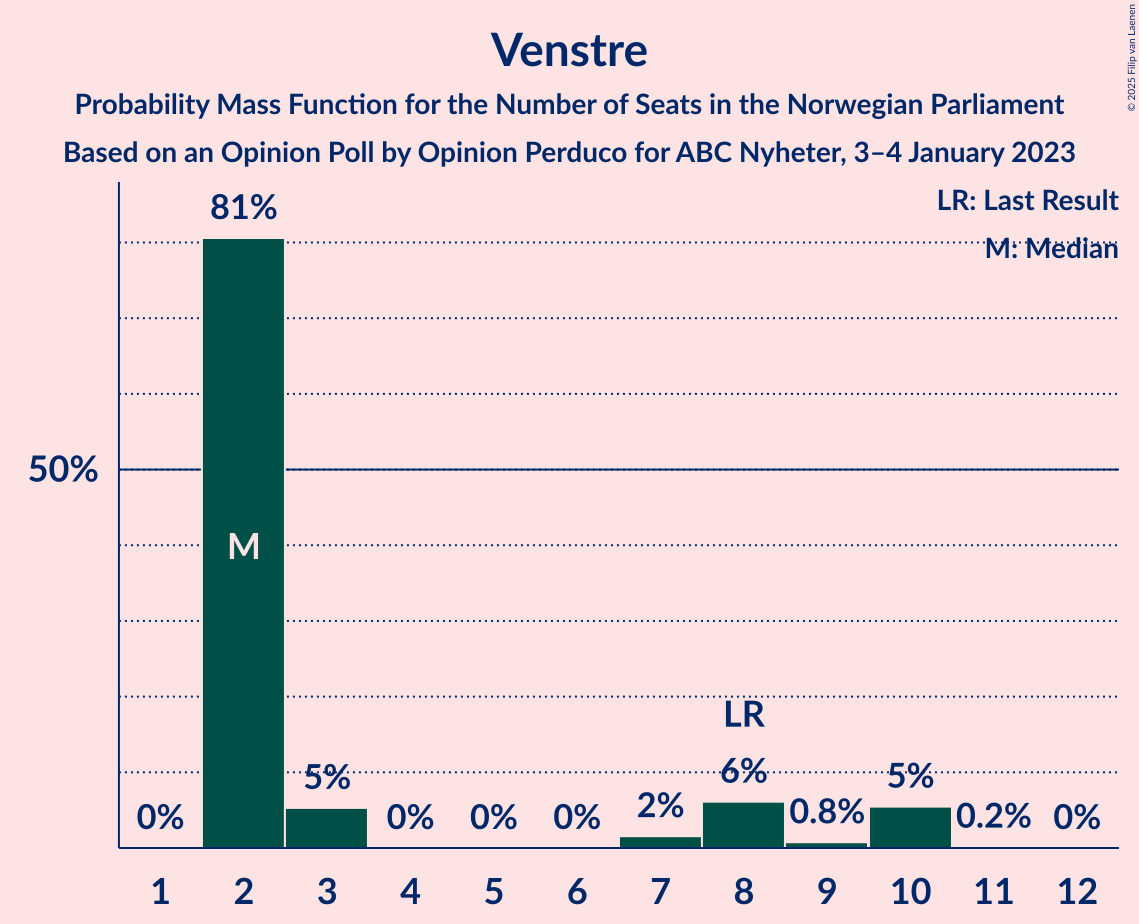 Venstre
Probability Mass Function for the Number of Seats in the Norwegian Parliament
Based on an Opinion Poll by Opinion Perduco for ABC Nyheter, 3–4 January 2023
© 2025 Filip van Laenen
LR: Last Result
M: Median
81%
50%
M
LR
0% 5% 0% 0% 0% 2% 6% 0.8% 5% 0.2% 0%
1 2 3 4 5 6 7 8 9 10 11 12